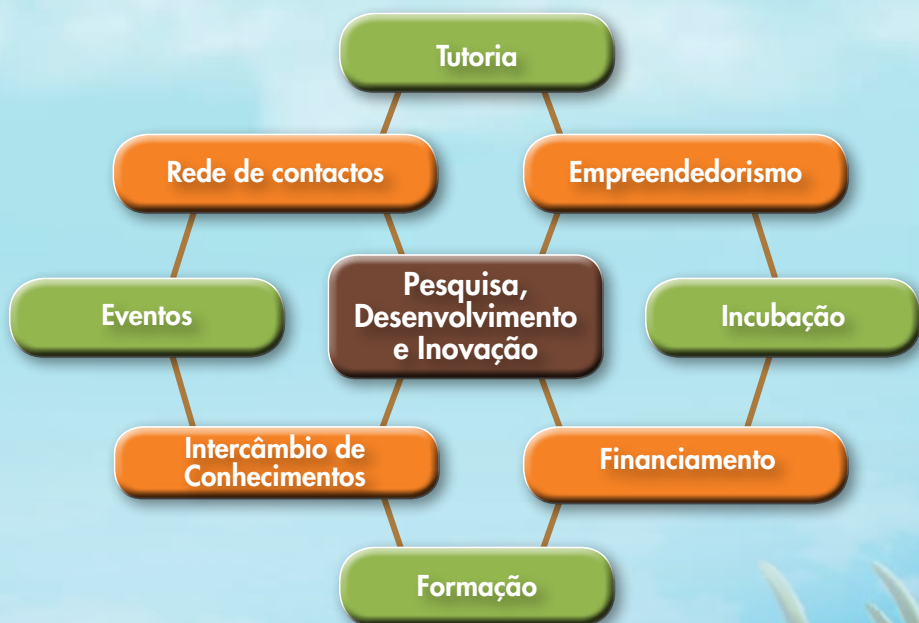 Tutoria
Rede de contactos
Empreendedorismo
Pesquisa,
Desenvolvimento
e Inovação
Eventos
Incubação
Intercâmbio de
Conhecimentos
Financiamento
Formação